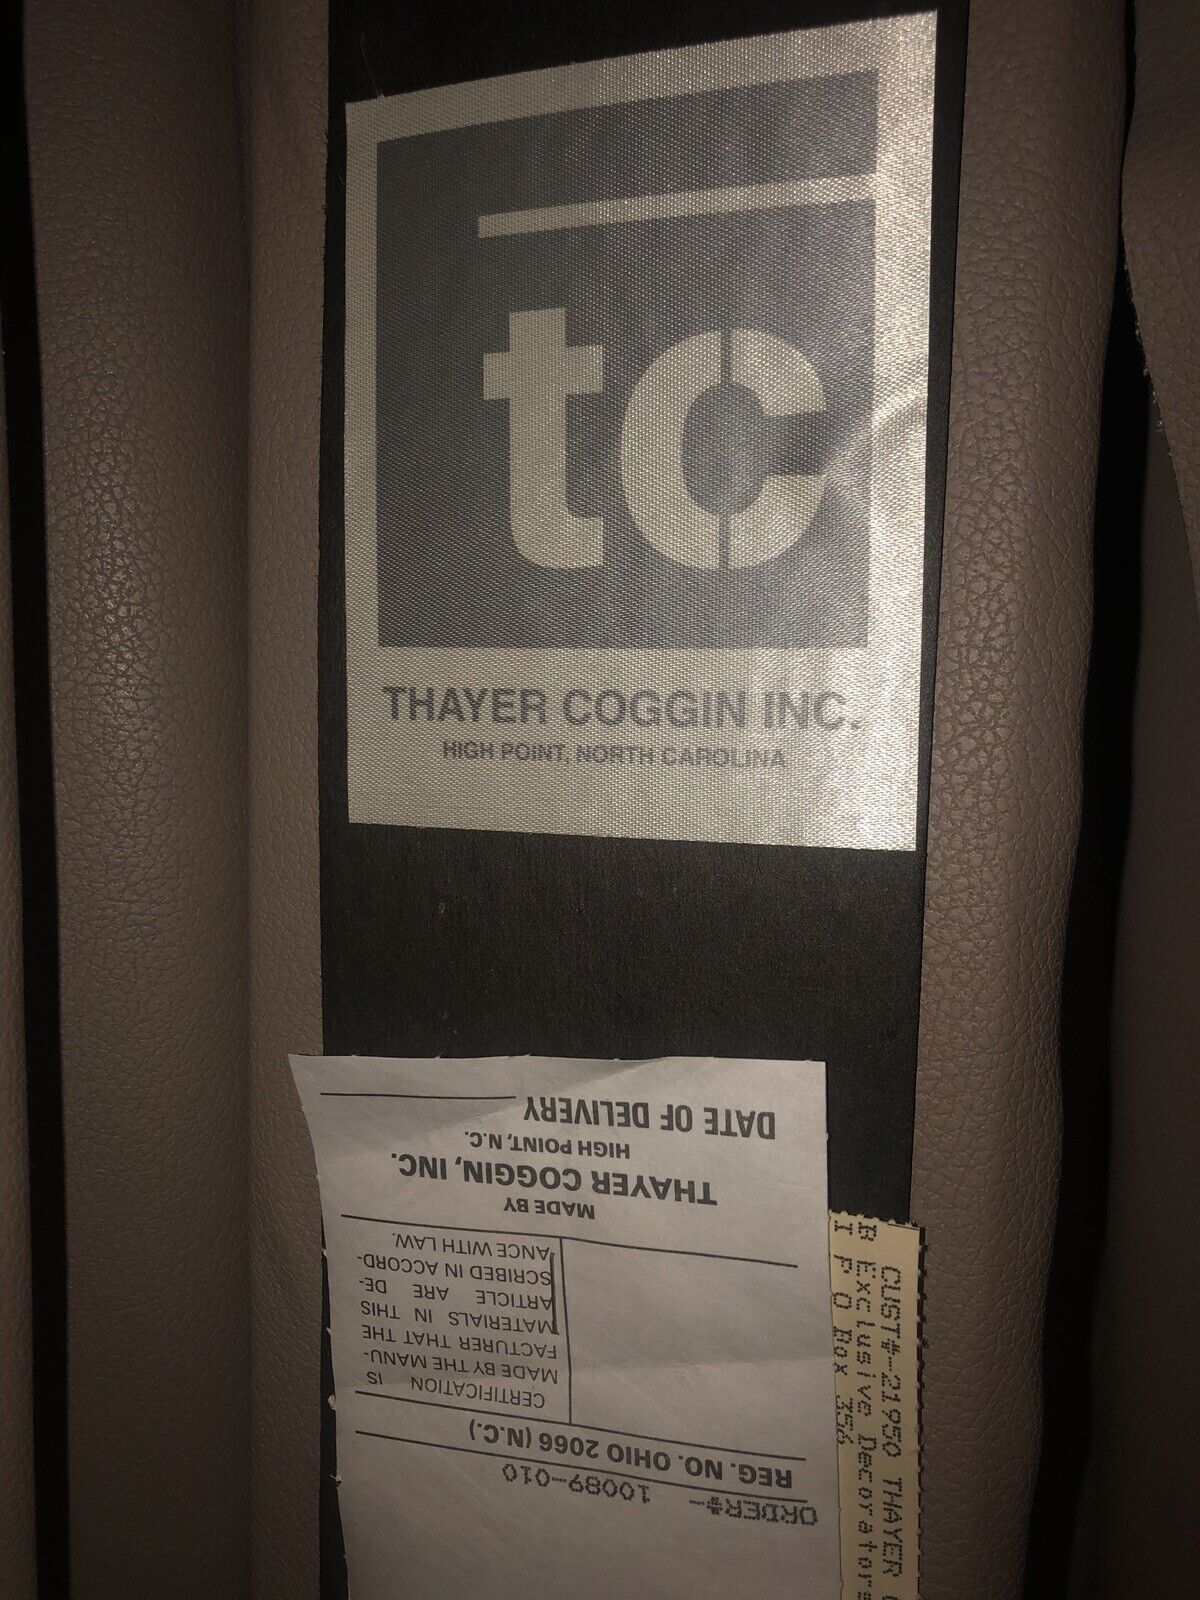 tc
THAYER COGGIN INC.
HIGH POINT, NORTH CAROLINA
ORDER#- 10089-010
REG. NO. OHIO 2066 (N.C.)
CERTIFICATION IS
MADE BY THE MANU-
FACTURER THAT THE
MATERIALS IN THIS
ARTICLE ARE DE-
SCRIBED IN ACCORD-
ANCE WITH LAW.
MADE BY
THAYER COGGIN, INC.
HIGH POINT, N.C.
DATE OF DELIVERY
CUST#-21950 THAYER
Exclusive Decorators
P O Box 356